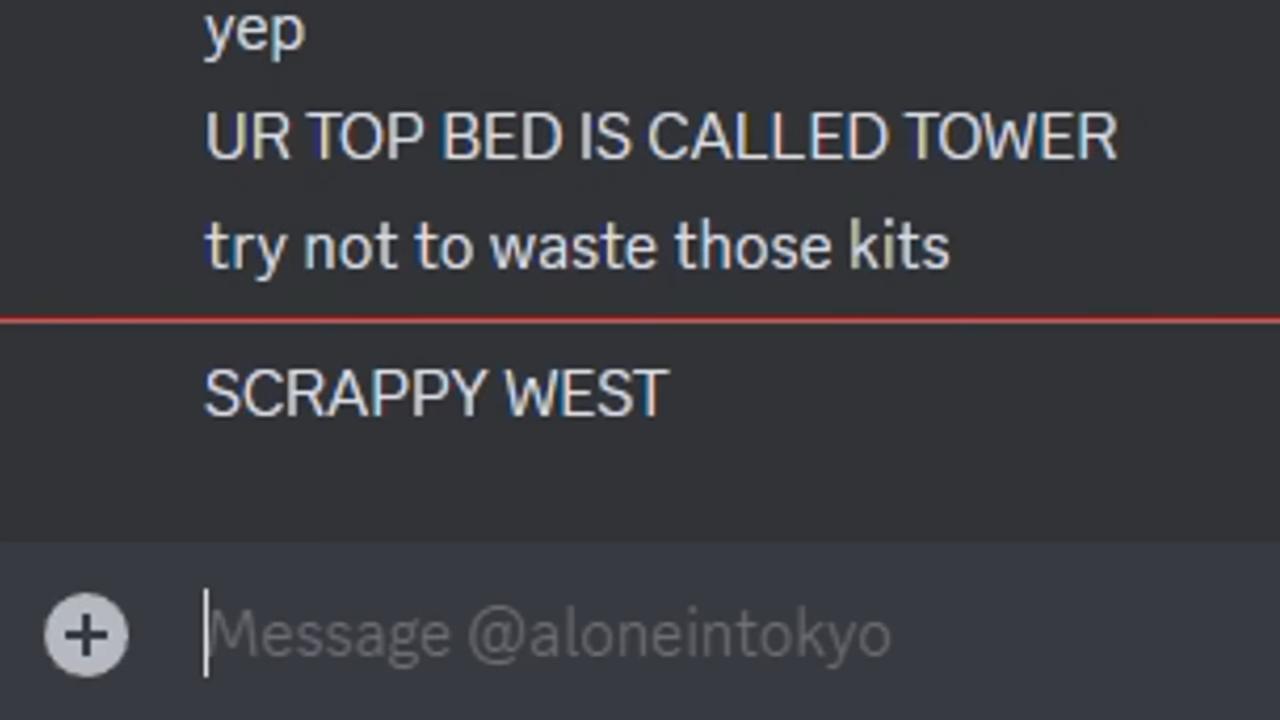 yep
UR TOP BED IS CALLED TOWER
try not to waste those kits
SCRAPPY WEST
Message @aloneintokyo